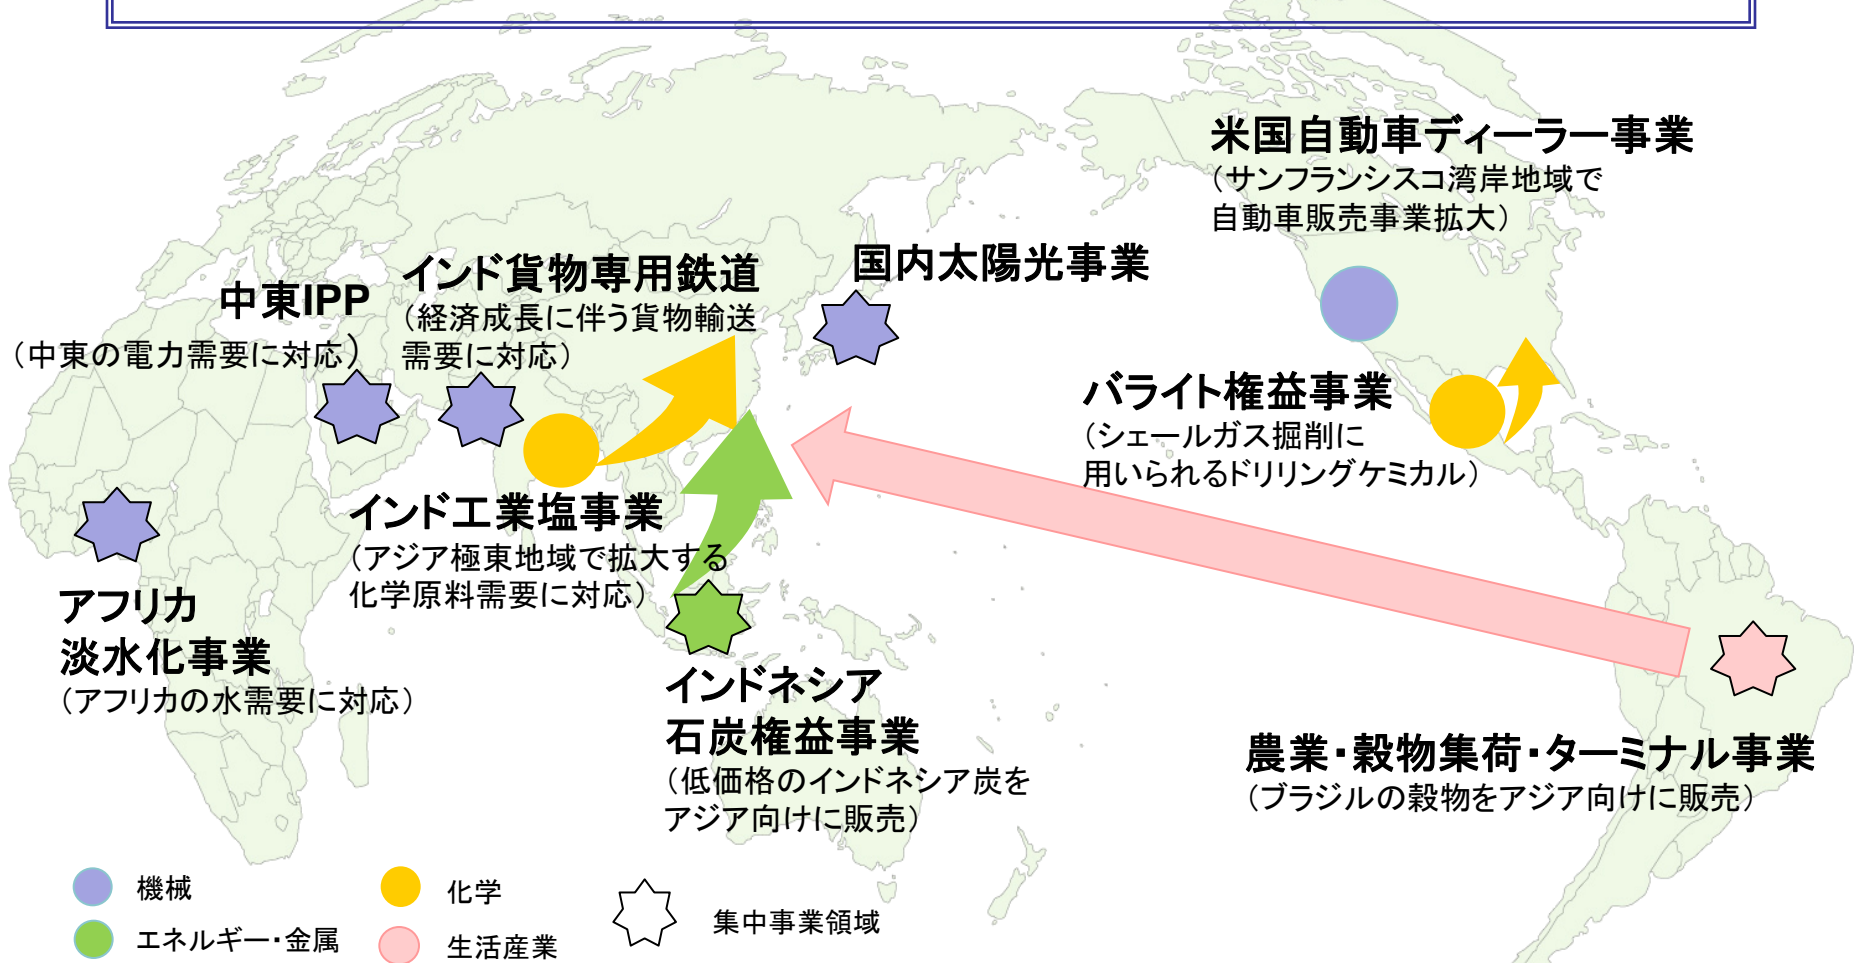 米国自動車ディーラー事業
（サンフランシスコ湾岸地域で
自動車販売事業拡大）
国内太陽光事業
インド貨物専用鉄道
（経済成長に伴う貨物輸送
需要に対応）
中東IPP
（中東の電力需要に対応）
バライト権益事業
（シェールガス掘削に
用いられるドリリングケミカル）
インド工業塩事業
（アジア極東地域で拡大する
化学原料需要に対応）
アフリカ
淡水化事業
（アフリカの水需要に対応）
インドネシア
石炭権益事業
（低価格のインドネシア炭を
アジア向けに販売）
農業・穀物集荷・ターミナル事業
（ブラジルの穀物をアジア向けに販売）
機械
化学
集中事業領域
エネルギー・金属
生活産業